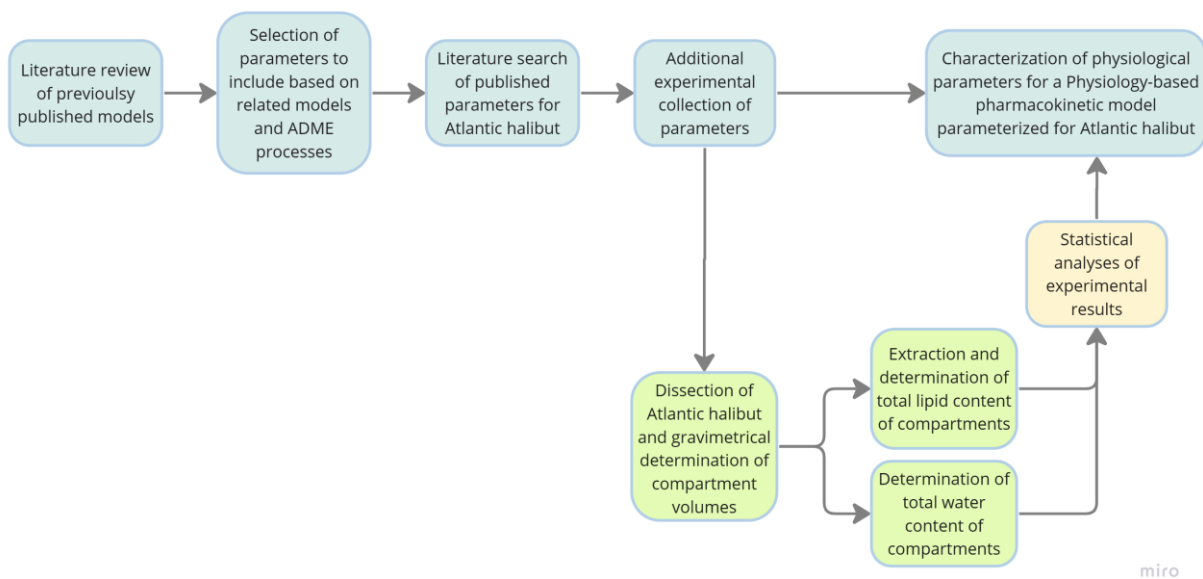 Literature review
of previoulsy
published models
Selection of
parameters to
include based on
related models
and ADME
processes
Literature search
of published
parameters for
Atlantic halibut
Additional
experimental
collection of
parameters
Characterization of physiological
parameters for a Physiology-based
pharmacokinetic model
parameterized for Atlantic halibut
Statistical
analyses of
experimental
results
Dissection of
Atlantic halibut
and gravimetrical
determination of
compartment
volumes
Extraction and
determination of
total lipid content
of compartments
Determination of
total water
content of
compartments
miro